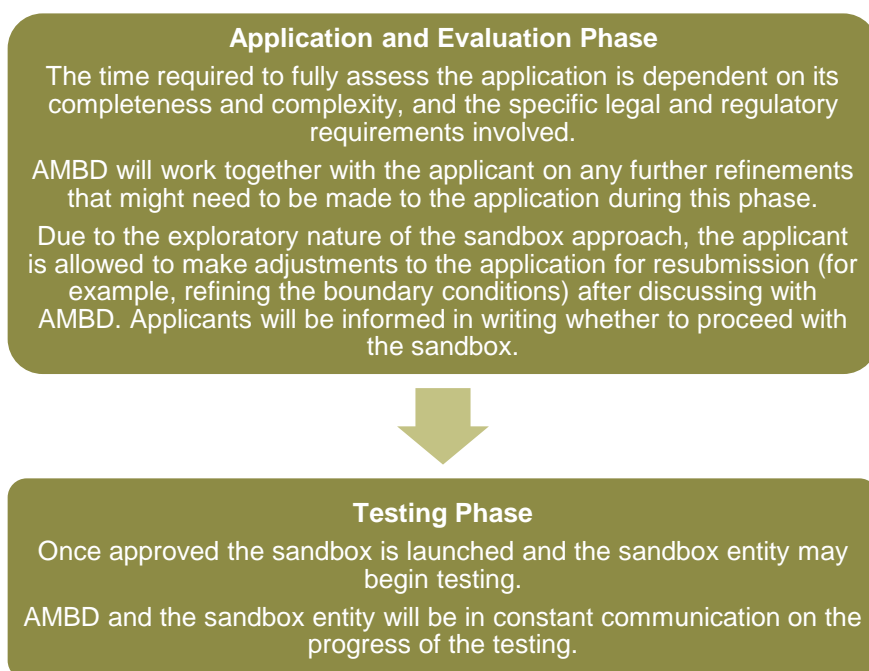 Application and Evaluation Phase
The time required to fully assess the application is dependent on its
completeness and complexity, and the specific legal and regulatory
requirements involved.
AMBD will work together with the applicant on any further refinements
that might need to be made to the application during this phase.
Due to the exploratory nature of the sandbox approach, the applicant
is allowed to make adjustments to the application for resubmission (for
example, refining the boundary conditions) after discussing with
AMBD. Applicants will be informed in writing whether to proceed with
the sandbox.
Testing Phase
Once approved the sandbox is launched and the sandbox entity may
begin testing.
AMBD and the sandbox entity will be in constant communication on the
progress of the testing.